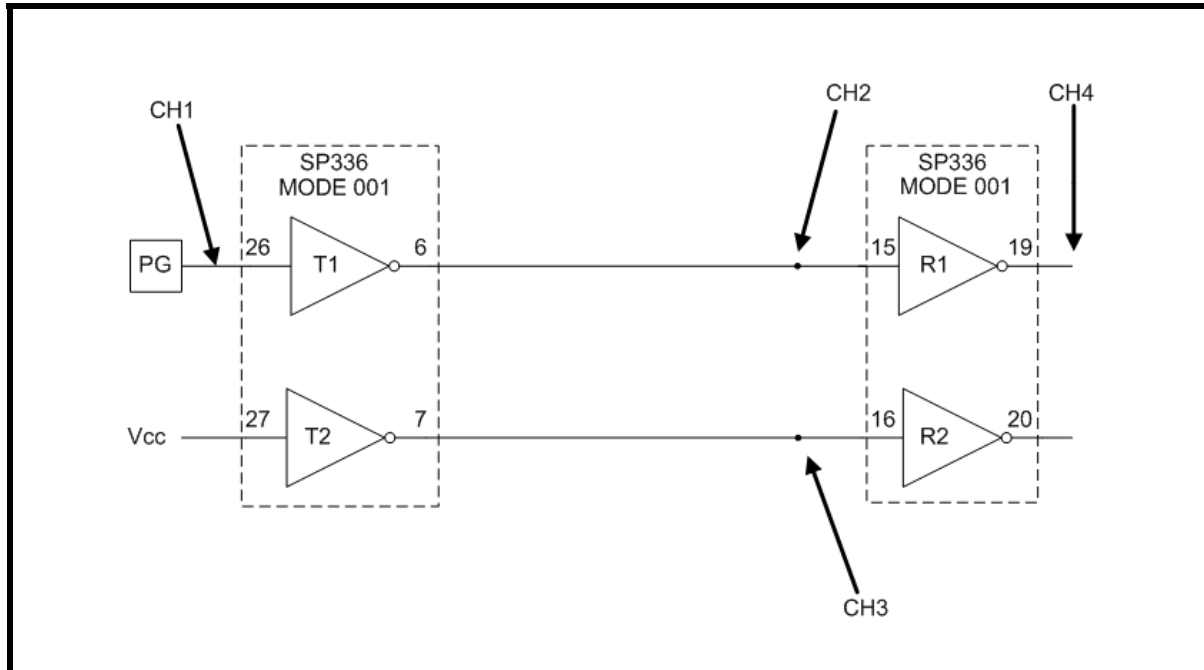 CH1
CH2
CH4
SP336
MODE 001
SP336
MODE 001
PG
26
T1
6
15
R1
19
Vcc
27
T2
7
16
R2
20
CH3